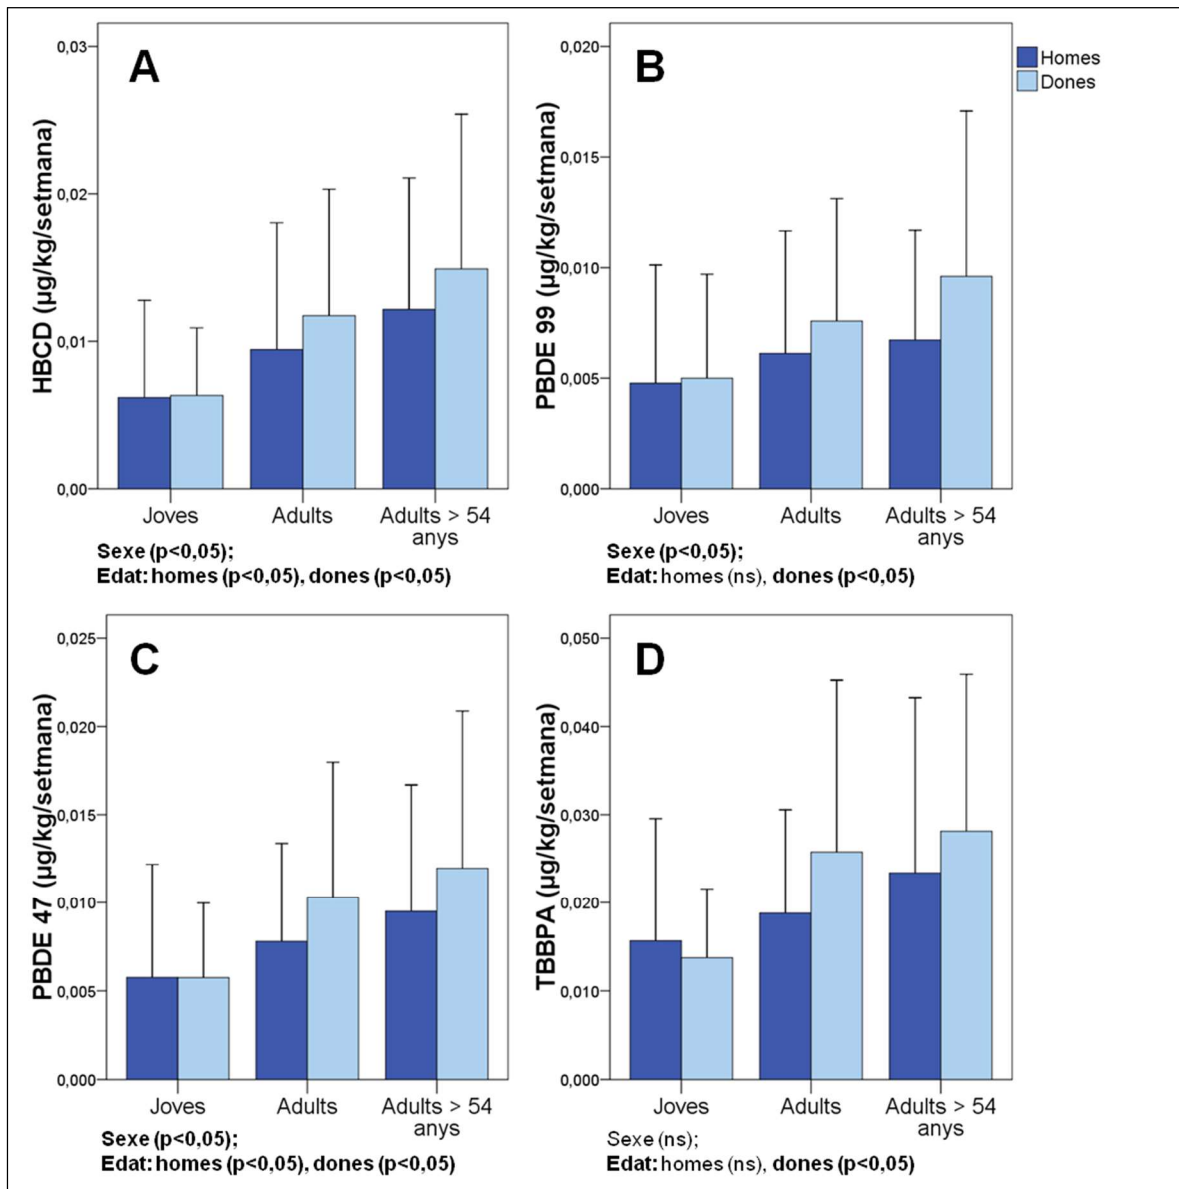 A
HBCD (µg/kg/setmana)
0,03
0,02
0,01
0,00
Joves
Adults
Adults > 54
anys
Sexe (p<0,05);
Edat: homes (p<0,05), dones (p<0,05)
B
PBDE 99 (µg/kg/setmana)
0,020
0,015
0,010
0,005
0,000
Joves
Adults
Adults > 54
anys
Sexe (p<0,05);
Edat: homes (ns), dones (p<0,05)
Homes
Dones
C
PBDE 47 (µg/kg/setmana)
0,025
0,020
0,015
0,010
0,005
0,000
Joves
Adults
Adults > 54
anys
Sexe (p<0,05);
Edat: homes (p<0,05), dones (p<0,05)
D
TBBPA (µg/kg/setmana)
0,050
0,040
0,030
0,020
0,010
0,000
Joves
Adults
Adults > 54
anys
Sexe (ns);
Edat: homes (ns), dones (p<0,05)